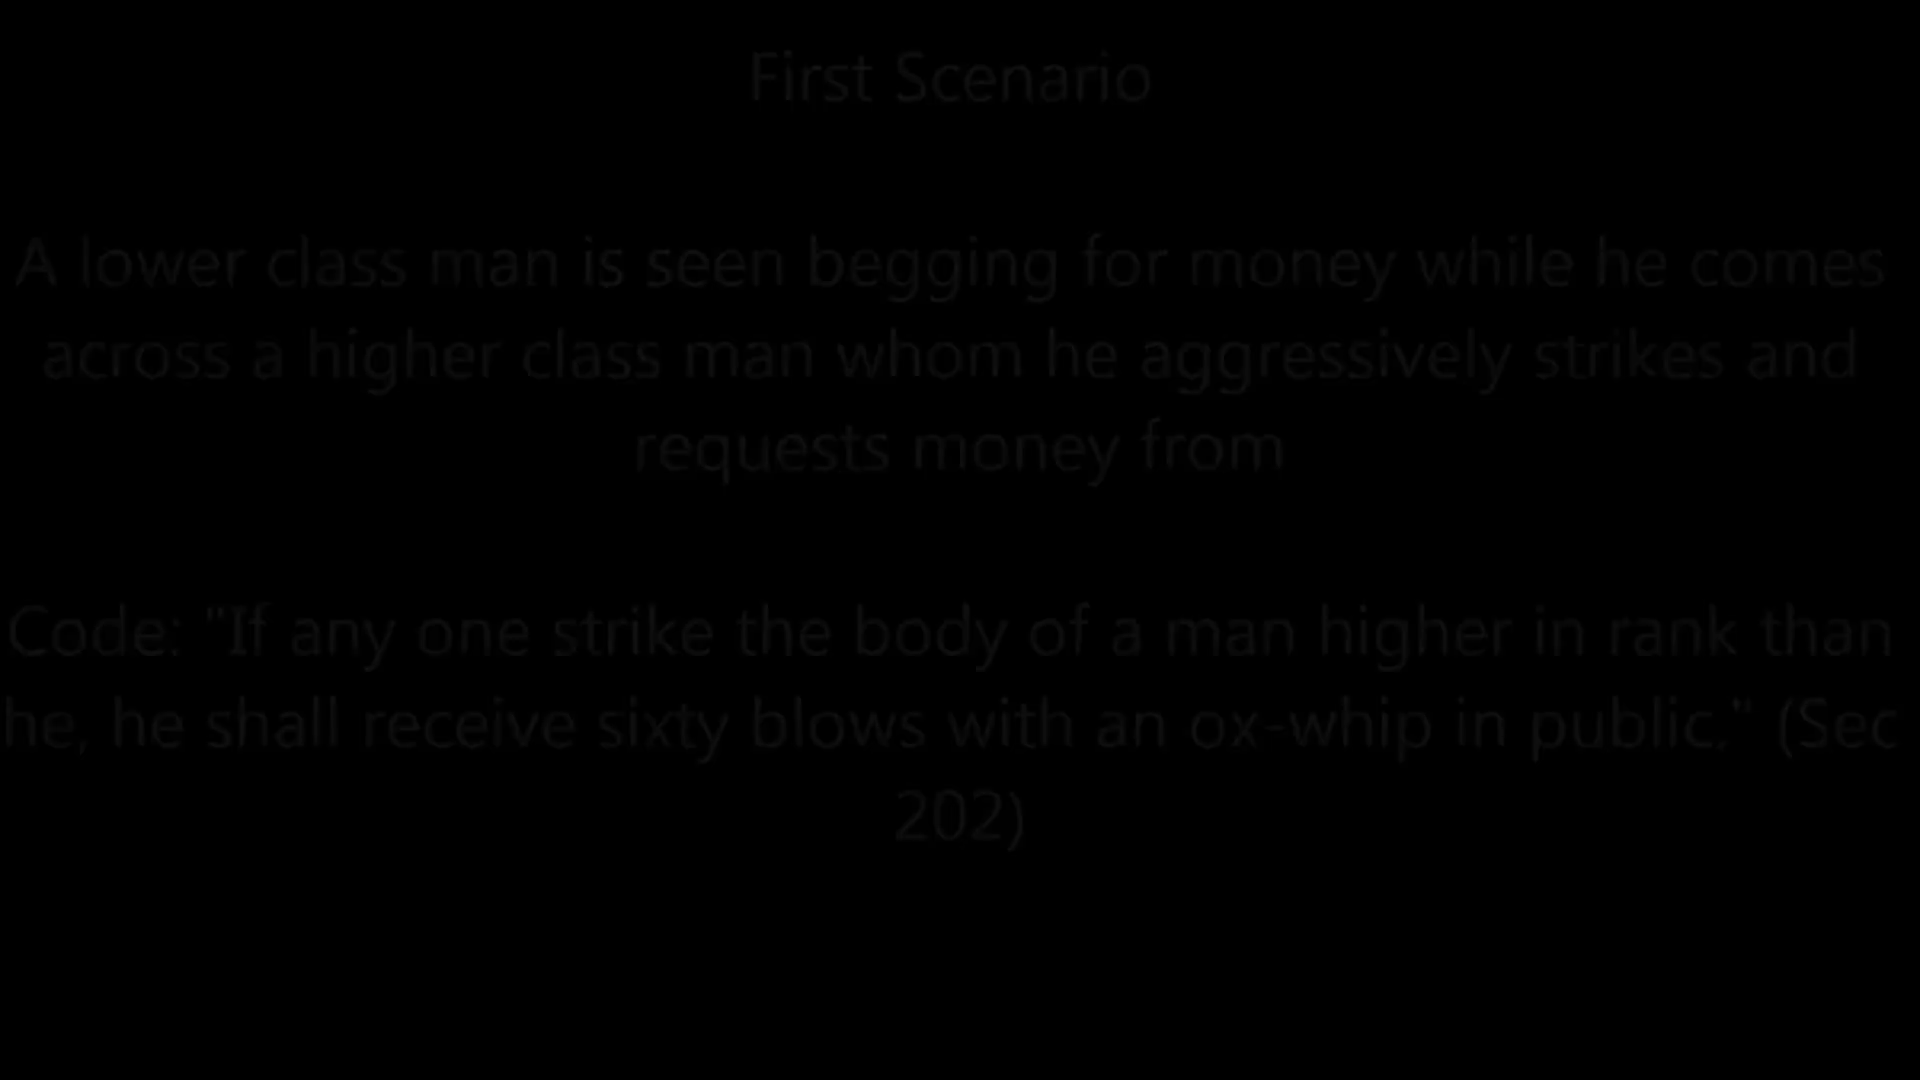 First Scenario
A lower class man is seen begging for money while he comes
across a higher class man whom he aggressively strikes and
requests money from
Code: "If any one strike the body of a man higher in rank than
he, he shall receive sixty blows with an ox-whip in public." (Sec
202)